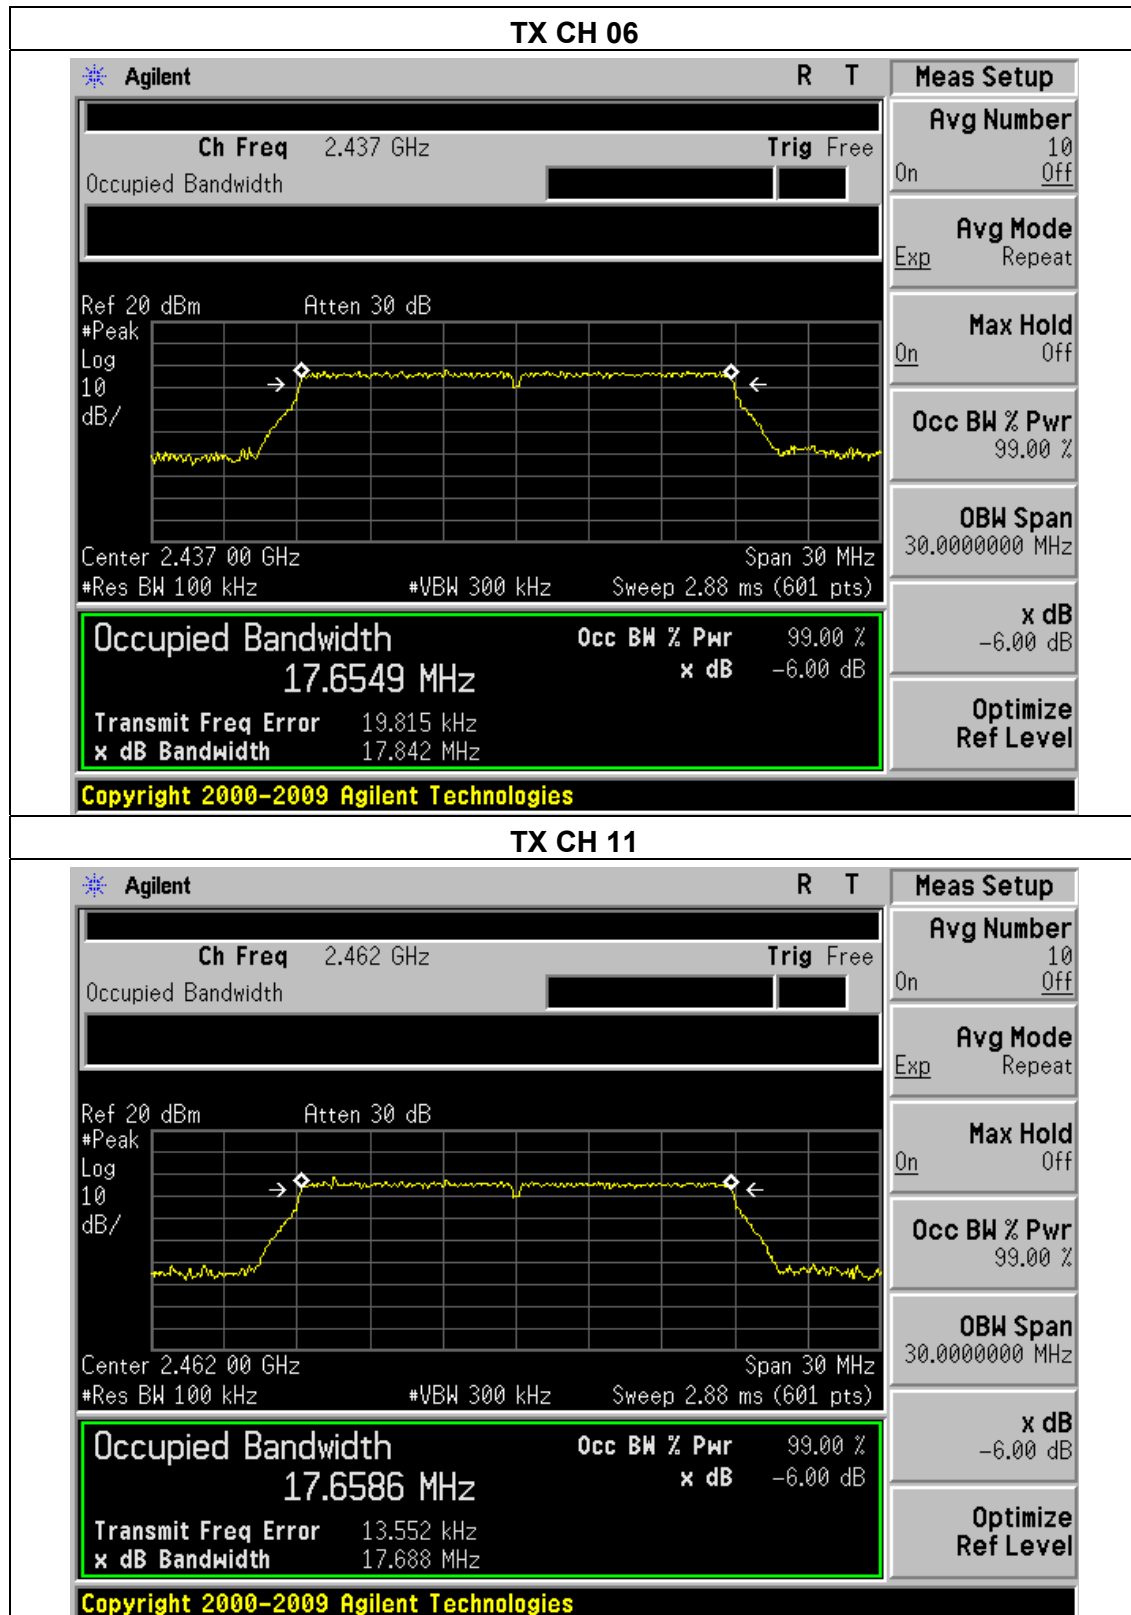 TX CH 06
Agilent R T Meas Setup
Ch Freq 2.437 GHz Trig Free
Occupied Bandwidth
Avg Number
10
On Off
Avg Mode
Exp Repeat
Max Hold
On Off
Occ BW % Pwr
99.00 %
OBW Span
30.0000000 MHz
x dB
-6.00 dB
Optimize
Ref Level
Ref 20 dBm Atten 30 dB
#Peak
Log
10
dB/
Center 2.437 00 GHz Span 30 MHz
#Res BW 100 kHz #VBW 300 kHz Sweep 2.88 ms (601 pts)
Occupied Bandwidth Occ BW % Pwr 99.00 %
17.6549 MHz x dB -6.00 dB
Transmit Freq Error 19.815 kHz
x dB Bandwidth 17.842 MHz
Copyright 2000-2009 Agilent Technologies
TX CH 11
Agilent R T Meas Setup
Ch Freq 2.462 GHz Trig Free
Occupied Bandwidth
Avg Number
10
On Off
Avg Mode
Exp Repeat
Max Hold
On Off
Occ BW % Pwr
99.00 %
OBW Span
30.0000000 MHz
x dB
-6.00 dB
Optimize
Ref Level
Ref 20 dBm Atten 30 dB
#Peak
Log
10
dB/
Center 2.462 00 GHz Span 30 MHz
#Res BW 100 kHz #VBW 300 kHz Sweep 2.88 ms (601 pts)
Occupied Bandwidth Occ BW % Pwr 99.00 %
17.6586 MHz x dB -6.00 dB
Transmit Freq Error 13.552 kHz
x dB Bandwidth 17.688 MHz
Copyright 2000-2009 Agilent Technologies